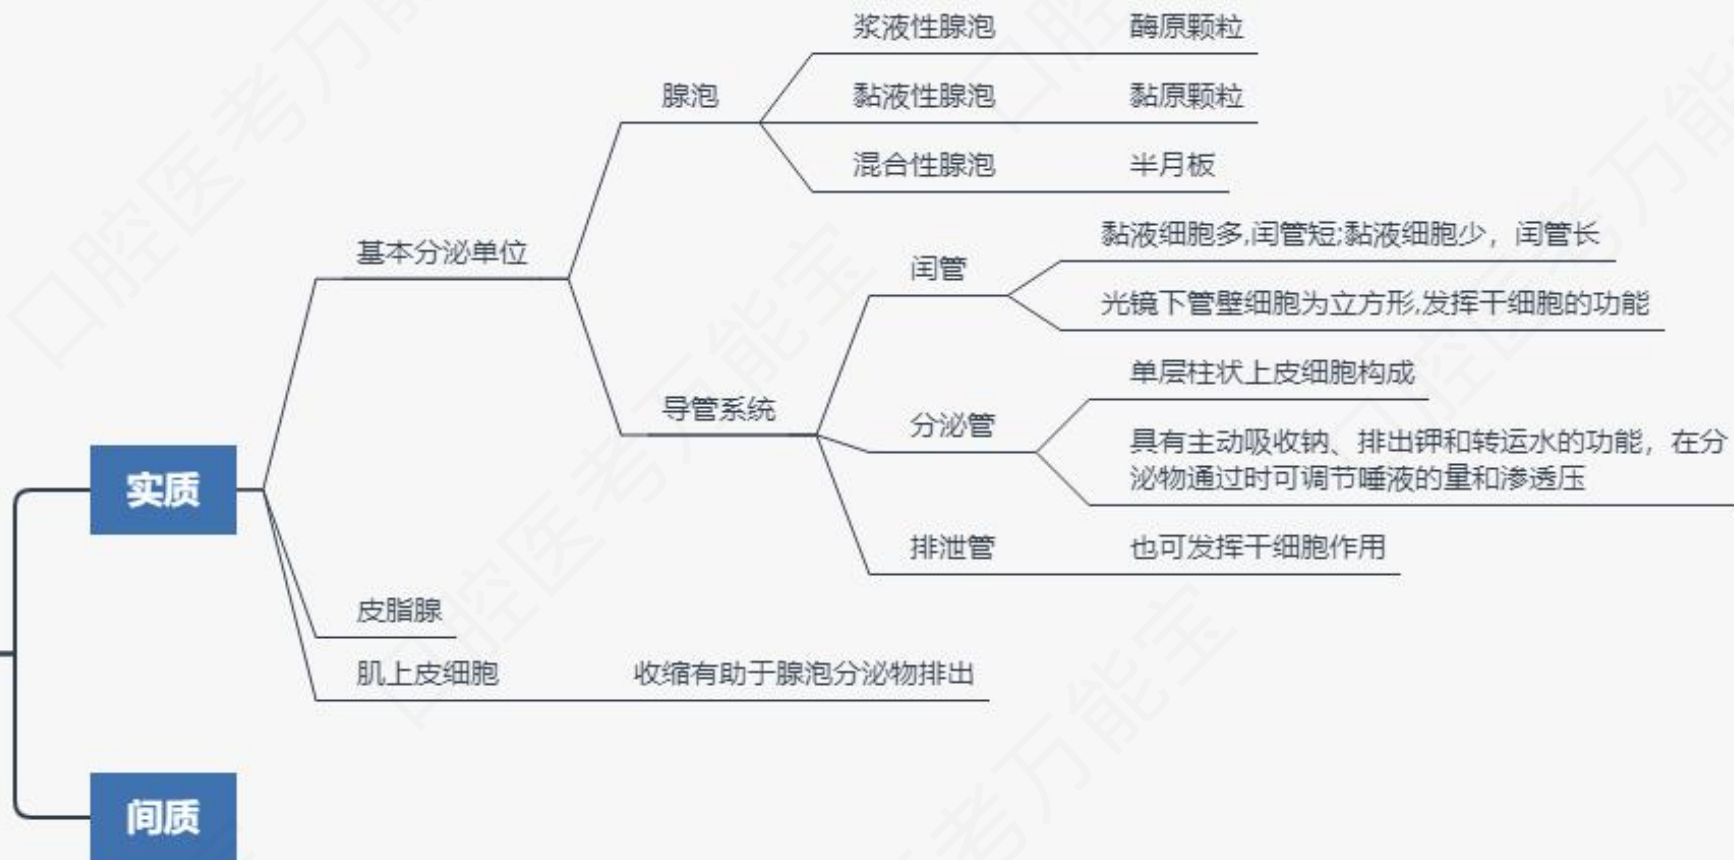 浆液性腺泡 酶原颗粒
腺泡 黏液性腺泡 黏原颗粒
混合性腺泡 半月板
基本分泌单位
黏液细胞多,闰管短;黏液细胞少，闰管长
闰管
光镜下管壁细胞为立方形,发挥干细胞的功能
导管系统
单层柱状上皮细胞构成
分泌管
具有主动吸收钠、排出钾和转运水的功能，在分
泌物通过时可调节唾液的量和渗透压
排泄管 也可发挥干细胞作用
实质
皮脂腺
肌上皮细胞 收缩有助于腺泡分泌物排出
间质
口腔医考万能宝